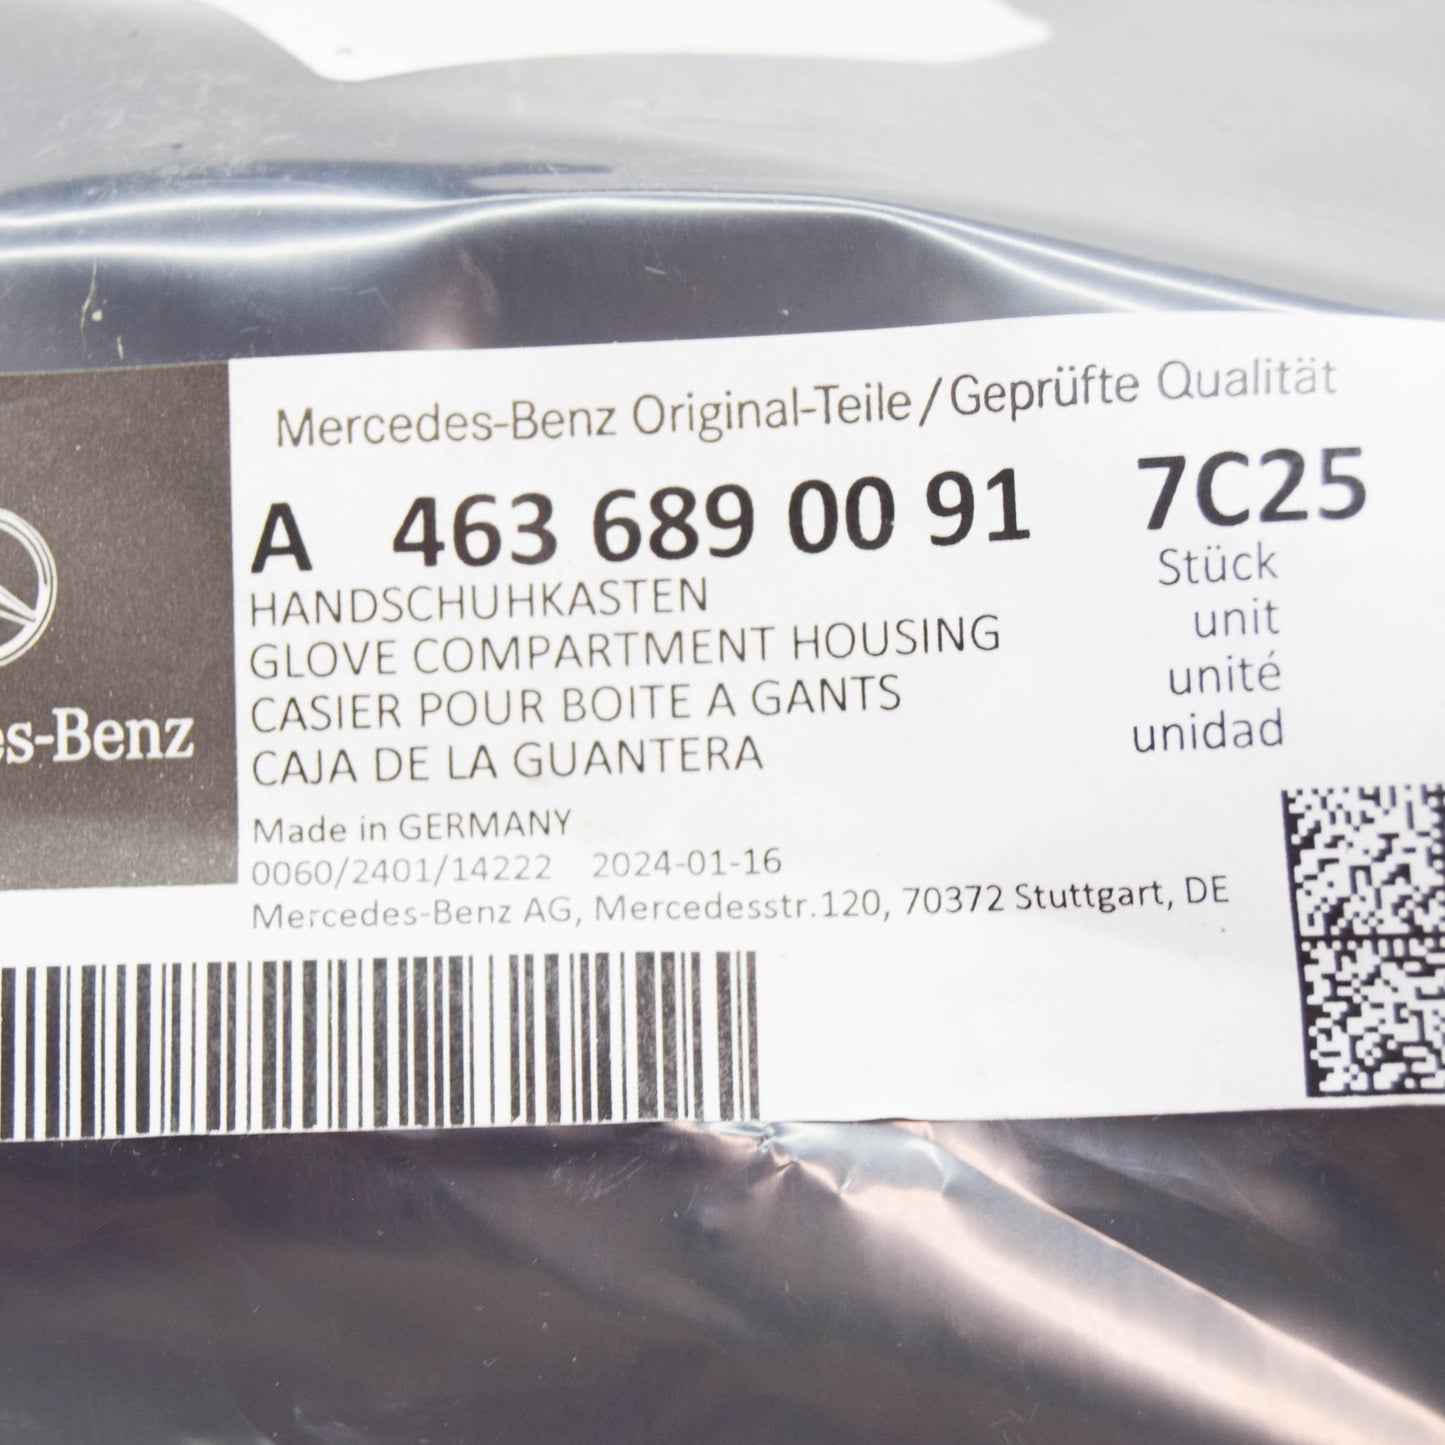 Mercedes-Benz Original-Teile/Geprüfte Qualität
A 463 689 00 91 7C25
HANDSCHUHKASTEN
GLOVE COMPARTMENT HOUSING
CASIER POUR BOITE A GANTS
CAJA DE LA GUANTERA
Stück
unit
unité
unidad
es-Benz
Made in GERMANY
0060/2401/14222 2024-01-16
Mercedes-Benz AG, Mercedesstr.120, 70372 Stuttgart, DE